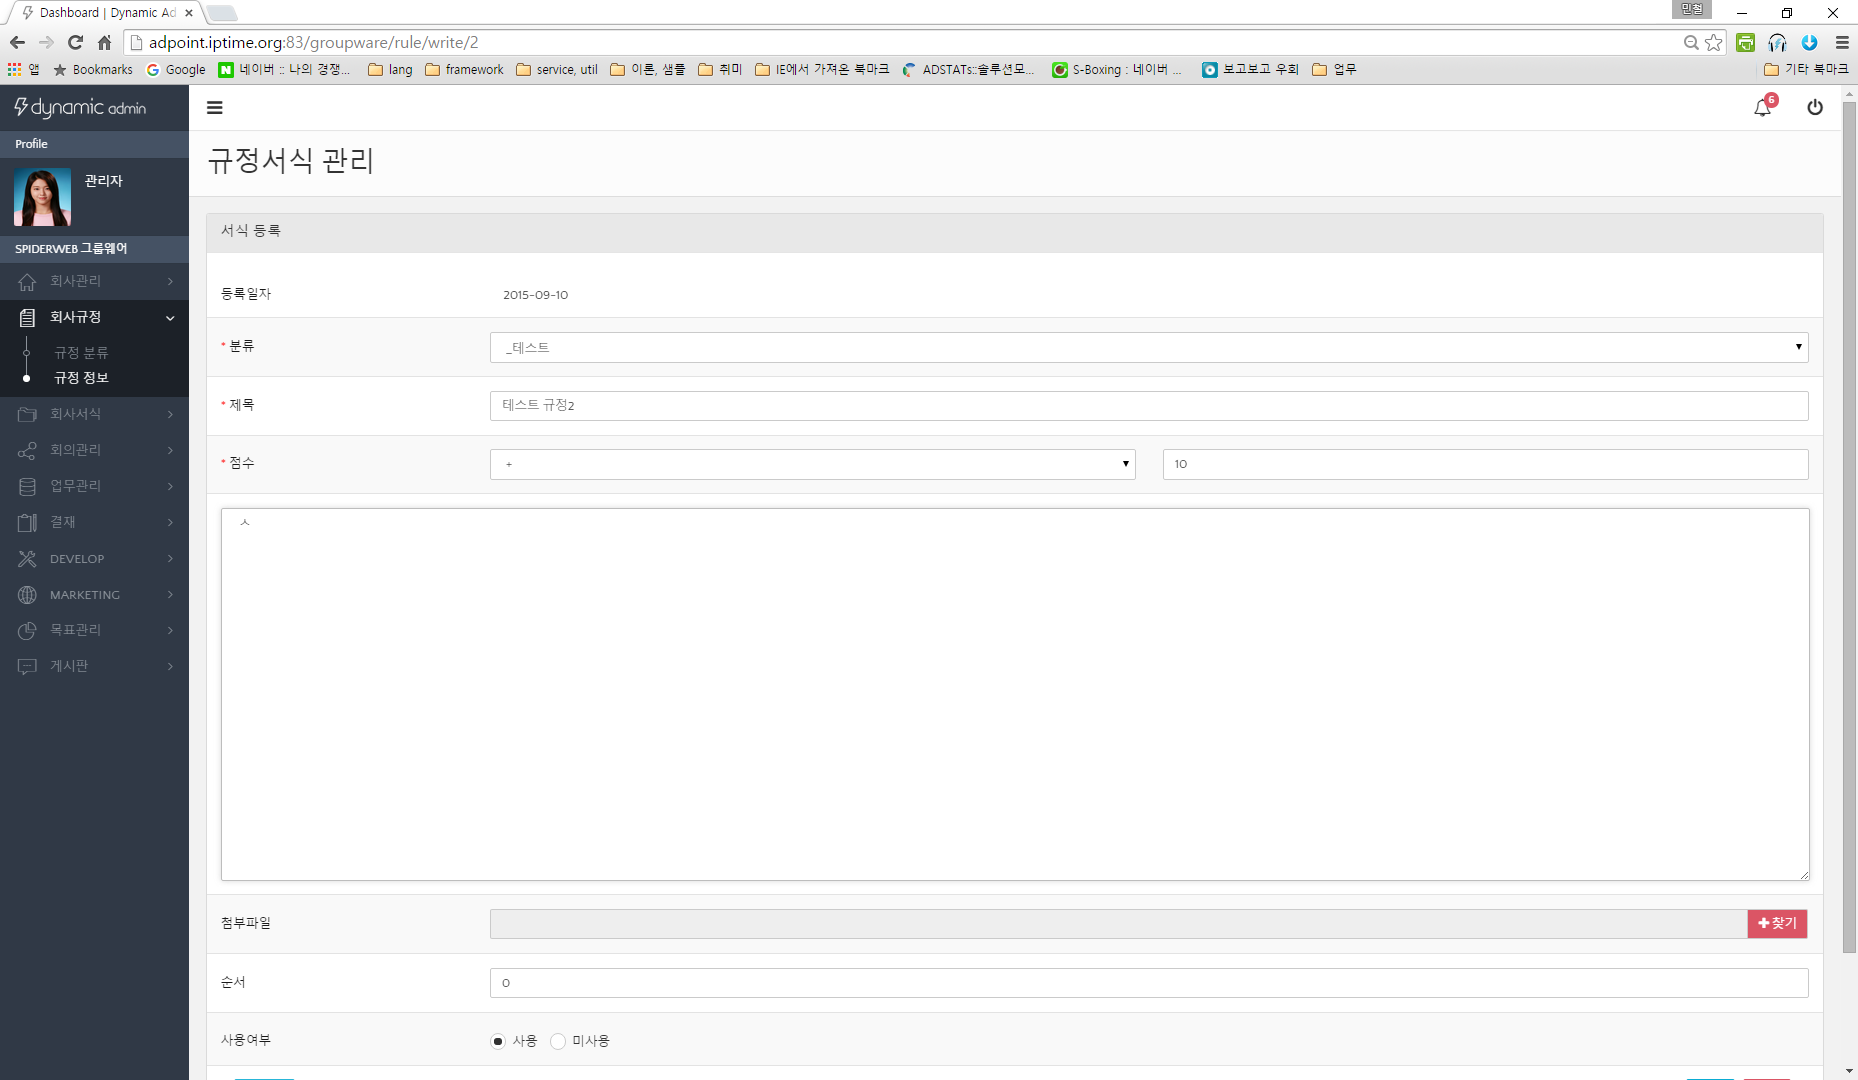 Dashboard | Dynamic Ad
민철
adpoint.iptime.org:83/groupware/rule/write/2
앱 Bookmarks Google 네이버 :: 나의 경쟁... lang framework service, util 이론, 샘플 취미 IE에서 가져온 북마크 ADSTATs::솔루션모... S-Boxing : 네이버 ... 보고보고 우회 업무 기타 북마크
dynamic admin
6
Profile
관리자
SPIDERWEB 그룹웨어
회사관리
회사규정
규정 분류
규정 정보
회사서식
회의관리
업무관리
결재
DEVELOP
MARKETING
목표관리
게시판
규정서식 관리
서식 등록
등록일자 2015-09-10
* 분류 _테스트
* 제목 테스트 규정2
* 점수 + 10
ㅅ
첨부파일 찾기
순서 0
사용여부 사용 미사용